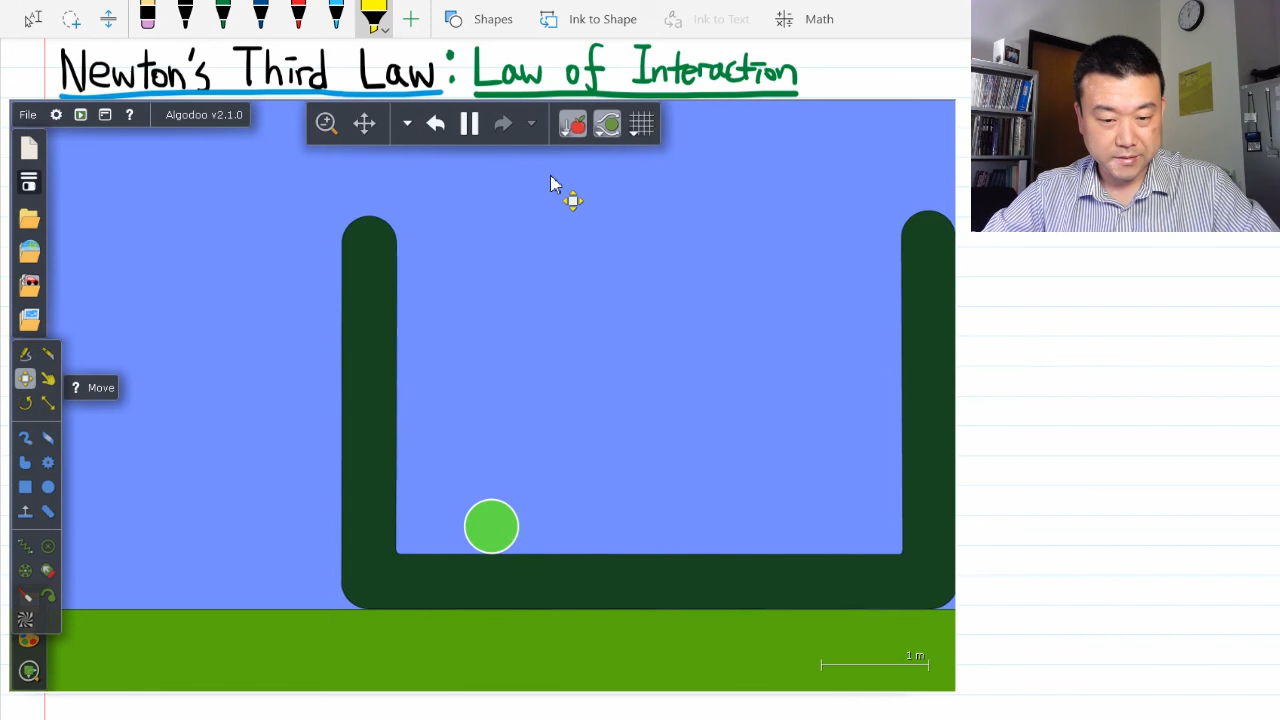 Shapes Ink to Shape Ink to Text Math
Newton's Third Law: Law of Interaction
File ? Algodoo v2.1.0
? Move
1 m